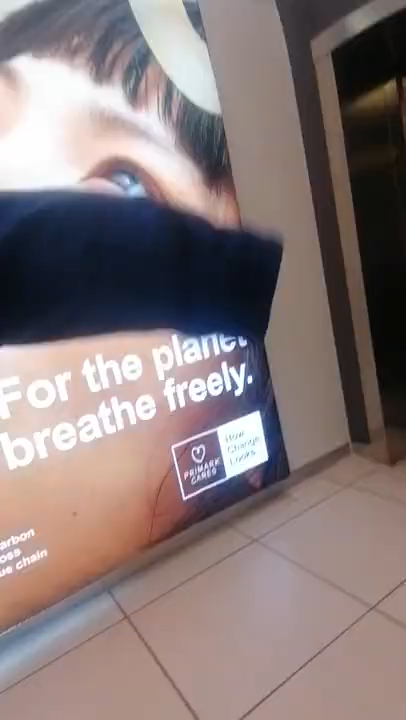 For the planet
breathe freely.
PRIMARK
CARES
How
Change
Looks
arbon
oss
ue chain